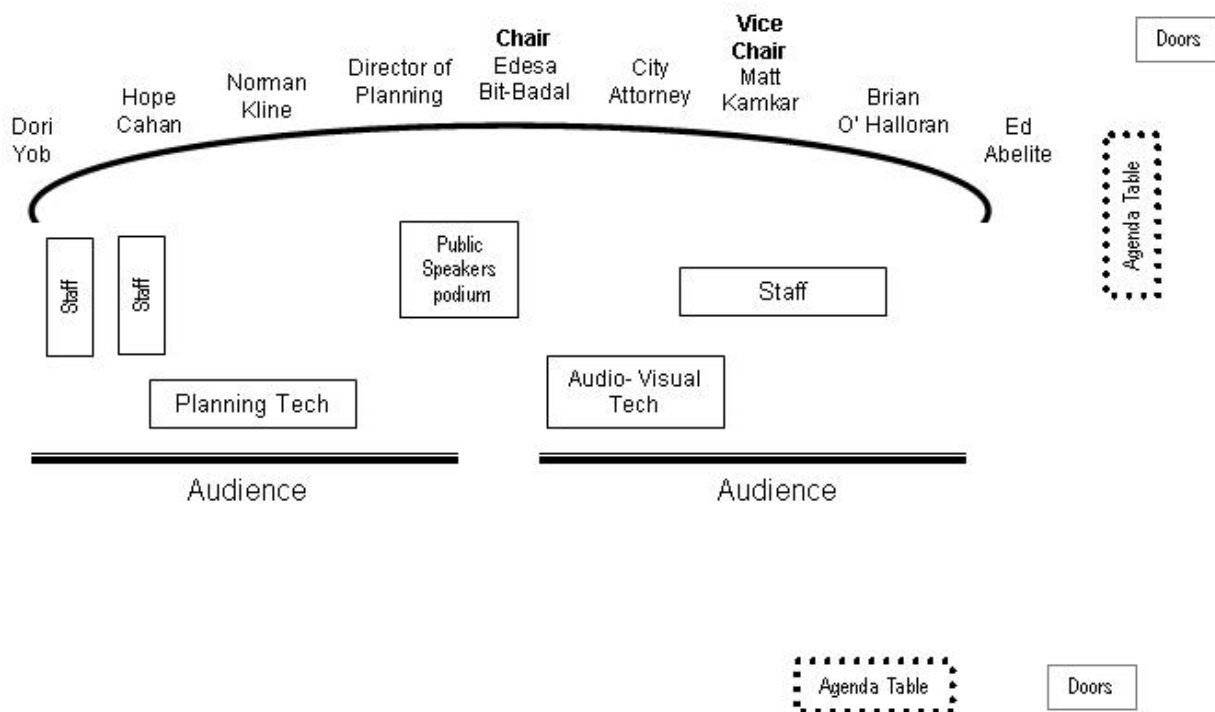 Doors
Dori
Yob
Hope
Cahan
Norman
Kline
Director of
Planning
Chair
Edesa
Bit-Badal
City
Attorney
Vice
Chair
Matt
Kamkar
Brian
O' Halloran
Ed
Abelite
Agenda Table
Staff
Staff
Public
Speakers
podium
Staff
Planning Tech
Audio- Visual
Tech
Audience
Audience
Agenda Table
Doors